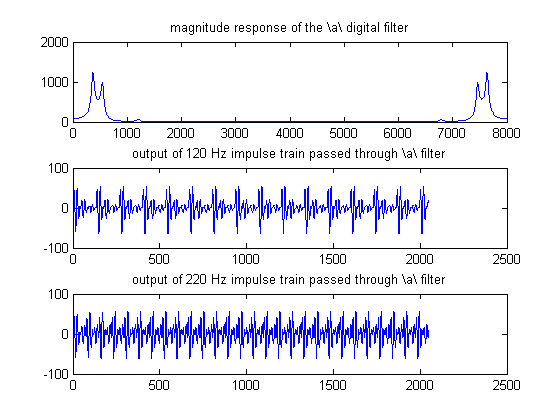 magnitude response of the \a\ digital filter
2000
1000
0
0 1000 2000 3000 4000 5000 6000 7000 8000
output of 120 Hz impulse train passed through \a\ filter
100
0
-100
0 500 1000 1500 2000 2500
output of 220 Hz impulse train passed through \a\ filter
100
0
-100
0 500 1000 1500 2000 2500